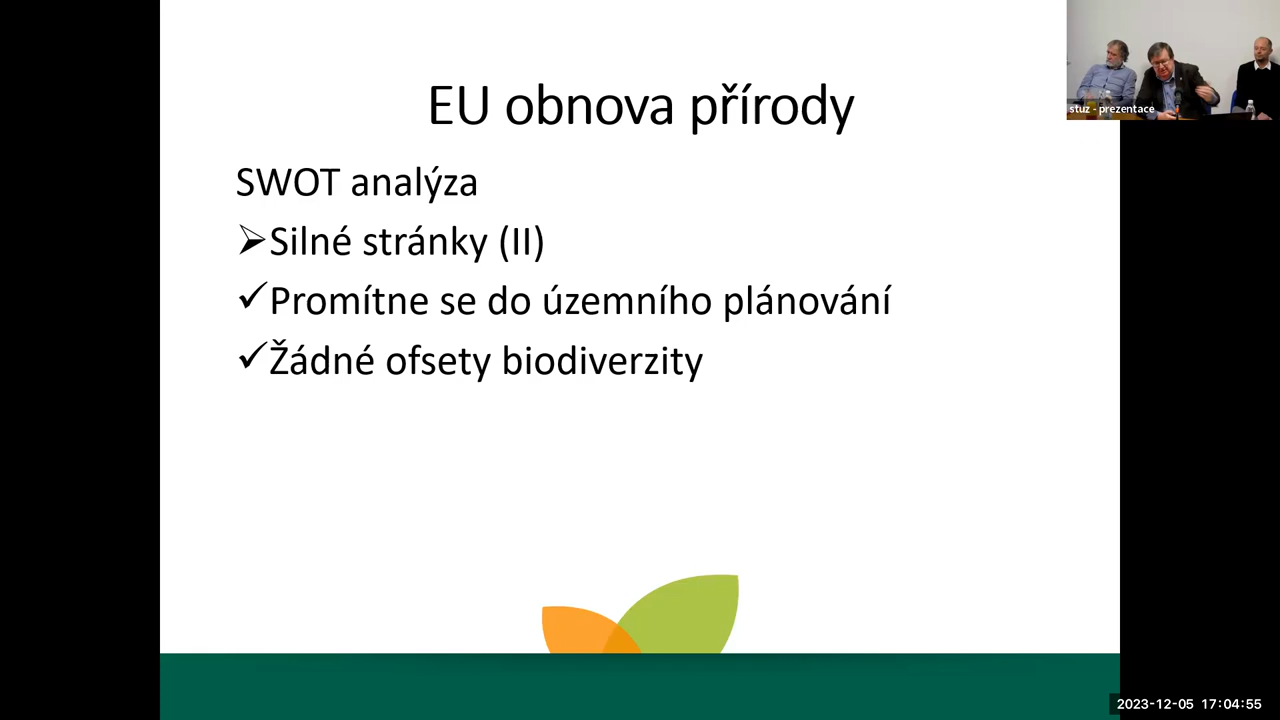 EU obnova přírody
stuz - prezentace
SWOT analýza
➢Silné stránky (II)
✓Promítne se do územního plánování
✓Žádné ofsety biodiverzity
2023-12-05 17:04:55